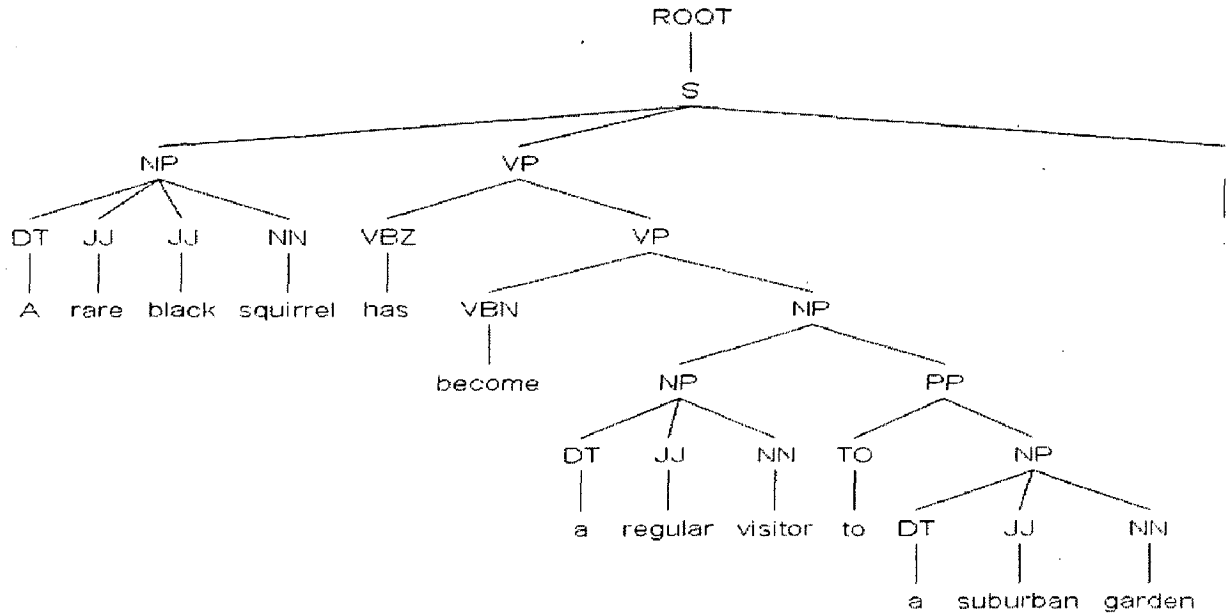 ROOT
S
NP VP
DT JJ JJ NN VBZ VP
A rare black squirrel has VBN NP
become NP PP
DT JJ NN TO NP
a regular visitor to DT JJ NN
a suburban garden